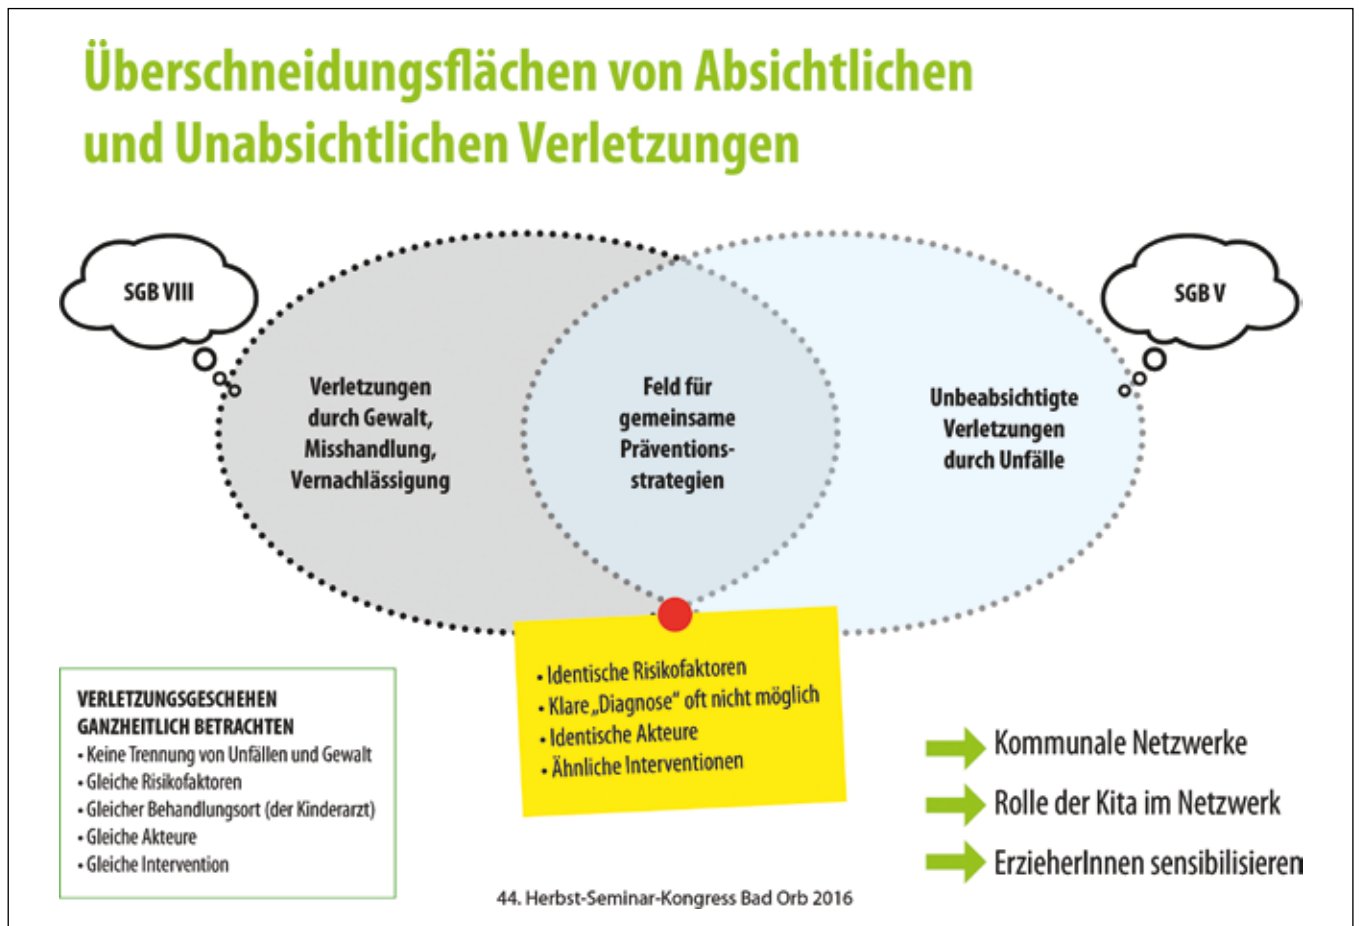 Überschneidungsflächen von Absichtlichen
und Unabsichtlichen Verletzungen
SGB VIII
SGB V
Verletzungen
durch Gewalt,
Misshandlung,
Vernachlässigung
Feld für
gemeinsame
Präventions-
strategien
Unbeabsichtigte
Verletzungen
durch Unfälle
• Identische Risikofaktoren
• Klare „Diagnose“ oft nicht möglich
• Identische Akteure
• Ähnliche Interventionen
VERLETZUNGSGESCHEHEN
GANZHEITLICH BETRACHTEN
• Keine Trennung von Unfällen und Gewalt
• Gleiche Risikofaktoren
• Gleicher Behandlungsort (der Kinderarzt)
• Gleiche Akteure
• Gleiche Intervention
Kommunale Netzwerke
Rolle der Kita im Netzwerk
ErzieherInnen sensibilisieren
44. Herbst-Seminar-Kongress Bad Orb 2016